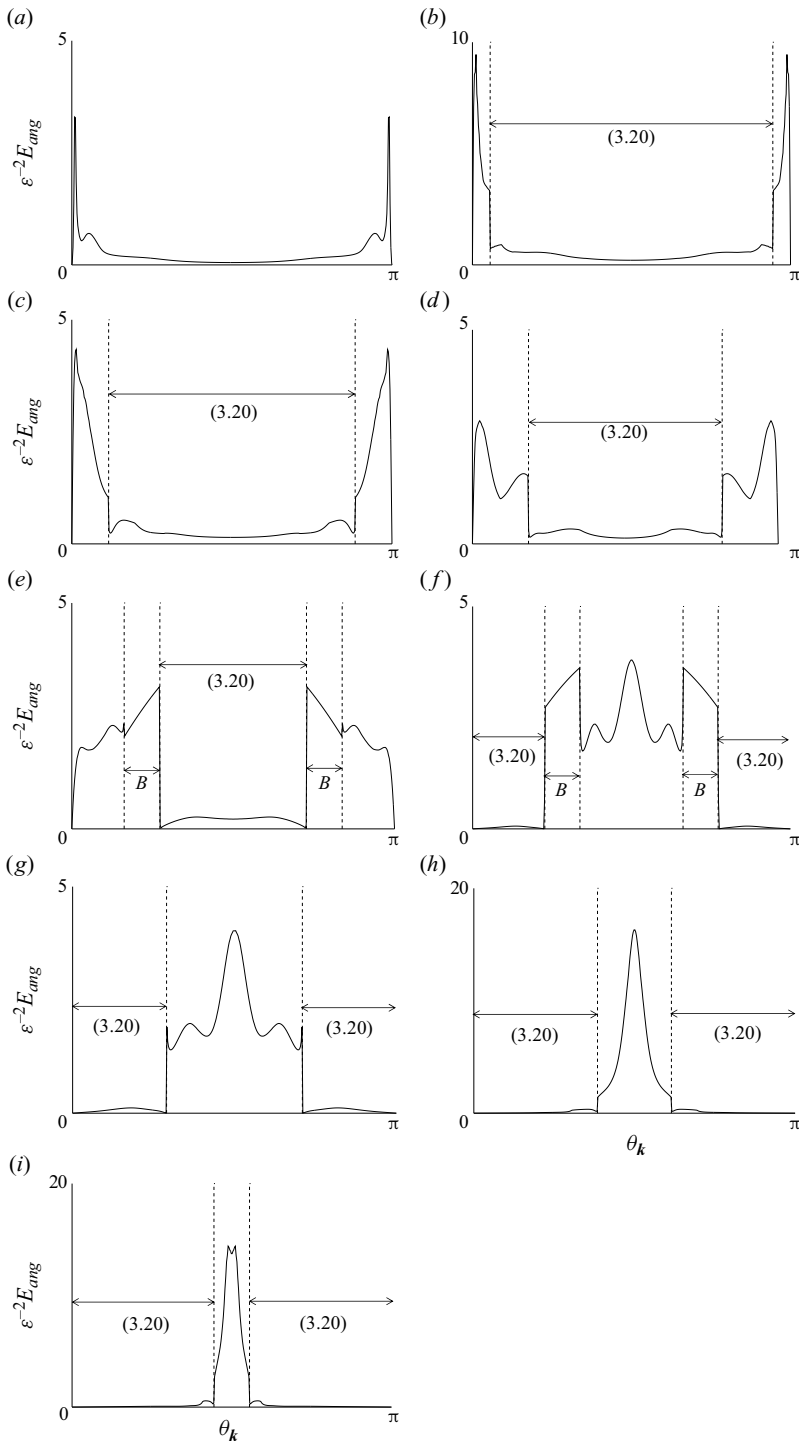 (a)
5
ε⁻²E_ang
0
π
(b)
10
(3.20)
0
π
(c)
5
ε⁻²E_ang
(3.20)
0
π
(d)
5
(3.20)
0
π
(e)
5
ε⁻²E_ang
(3.20)
B
B
0
π
(f)
5
(3.20)
B
B
(3.20)
0
π
(g)
5
ε⁻²E_ang
(3.20)
(3.20)
0
π
(h)
20
(3.20)
(3.20)
0
π
θ_k
(i)
20
ε⁻²E_ang
(3.20)
(3.20)
0
π
θ_k